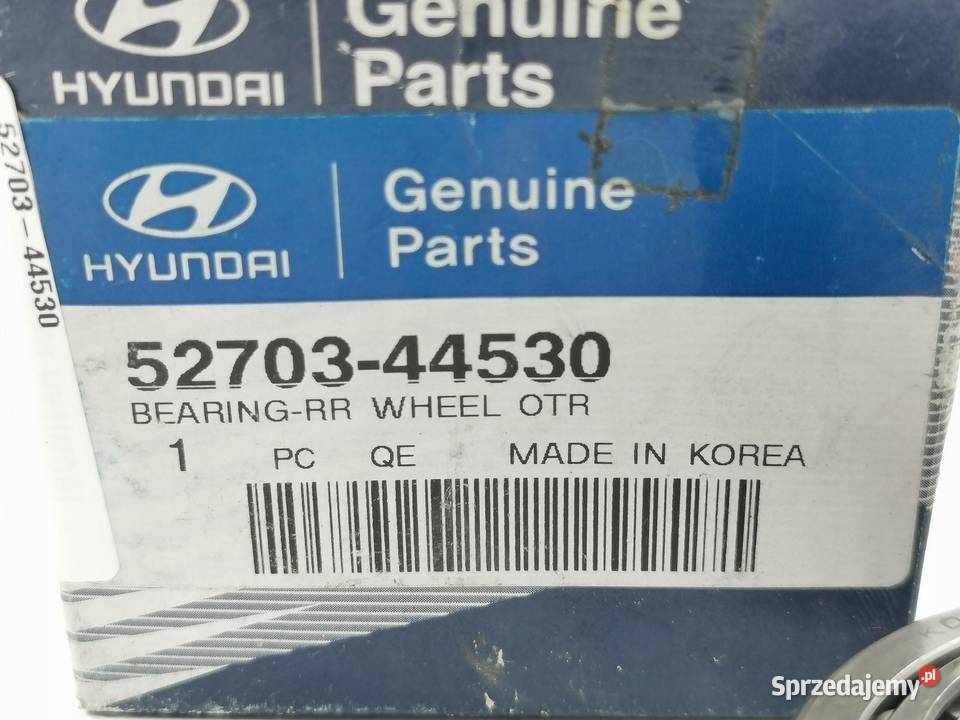 Genuine
HYUNDAI
Parts
52703-44530
Genuine
HYUNDAI
Parts
52703-44530
BEARING-RR WHEEL OTR
1 PC QE MADE IN KOREA
Sprzedajemy.pl